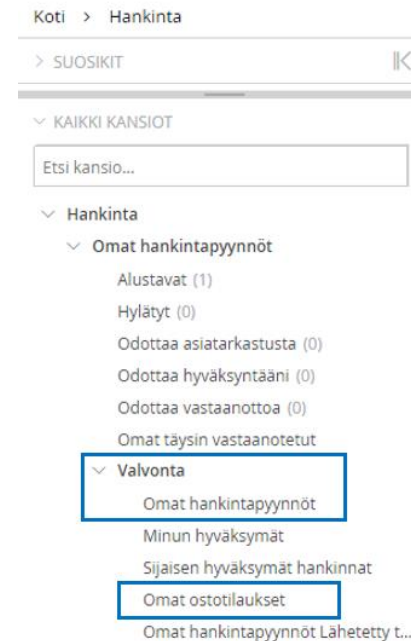 Koti > Hankinta
> SUOSIKIT
KAIKKI KANSIOT
Etsi kansio...
Hankinta
Omat hankintapyynnöt
Alustavat (1)
Hylätyt (0)
Odottaa asiatarkastusta (0)
Odottaa hyväksyntääni (0)
Odottaa vastaanottoa (0)
Omat täysin vastaanotetut
Valvonta
Omat hankintapyynnöt
Minun hyväksymät
Sijaisen hyväksymät hankinnat
Omat ostotilaukset
Omat hankintapyynnöt Lähetetty t...